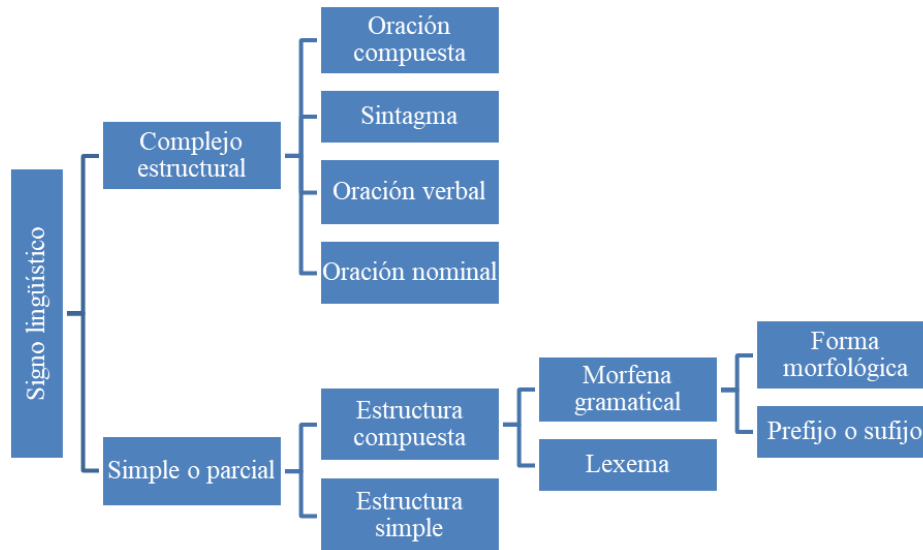 Signo lingüístico
Complejo
estructural
Oración
compuesta
Sintagma
Oración verbal
Oración nominal
Simple o parcial
Estructura
compuesta
Morfena
gramatical
Forma
morfológica
Prefijo o sufijo
Lexema
Estructura
simple